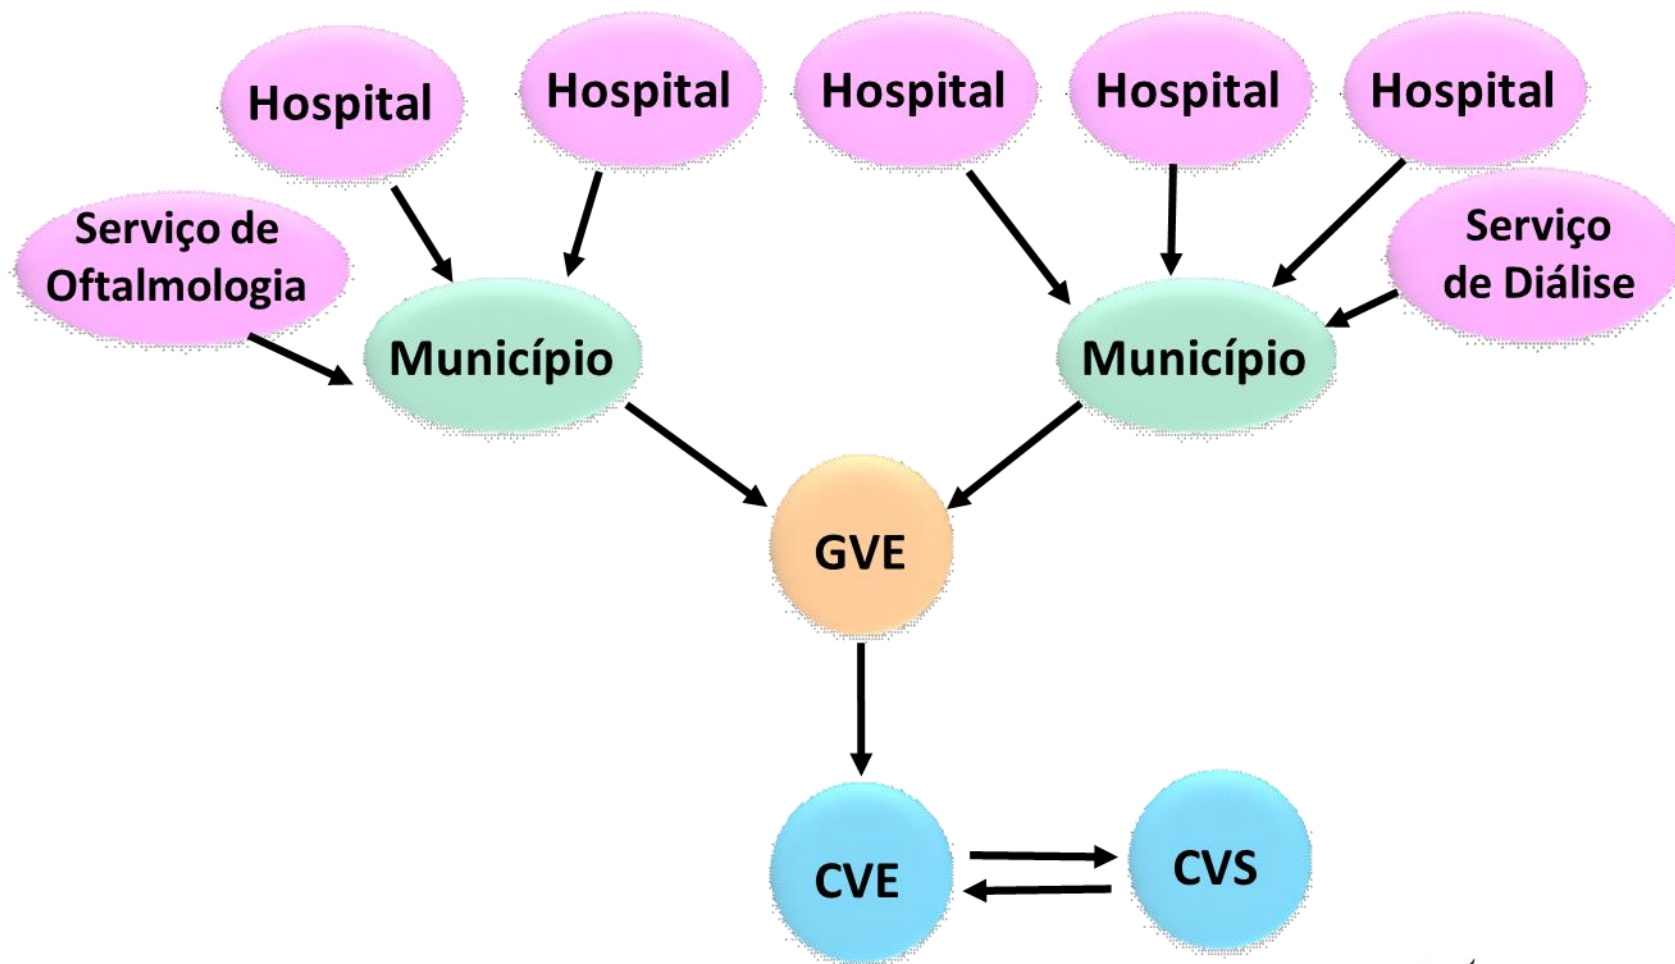 Hospital
Hospital
Hospital
Hospital
Hospital
Serviço de
Oftalmologia
Serviço
de Diálise
Município
Município
GVE
CVE
CVS